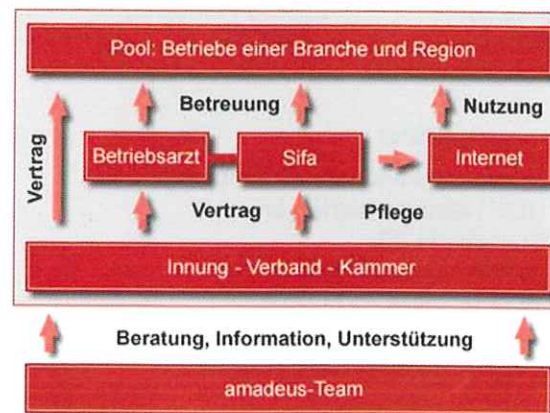 Pool: Betriebe einer Branche und Region
Betreuung
Nutzung
Vertrag
Betriebsarzt
Sifa
Internet
Vertrag
Pflege
Innung - Verband - Kammer
Beratung, Information, Unterstützung
amadeus-Team